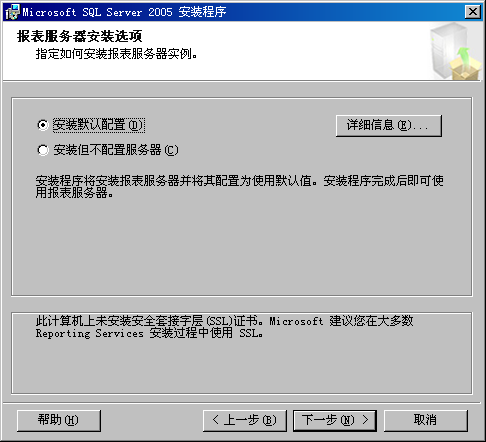 Microsoft SQL Server 2005 安装程序
报表服务器安装选项
指定如何安装报表服务器实例。
安装默认配置(D)
详细信息(E)...
安装但不配置服务器(C)
安装程序将安装报表服务器并将其配置为使用默认值。安装程序完成后即可使
用报表服务器。
此计算机上未安装安全套接字层(SSL)证书。Microsoft 建议您在大多数
Reporting Services 安装过程中使用 SSL。
帮助(H)
< 上一步(B)
下一步(N) >
取消